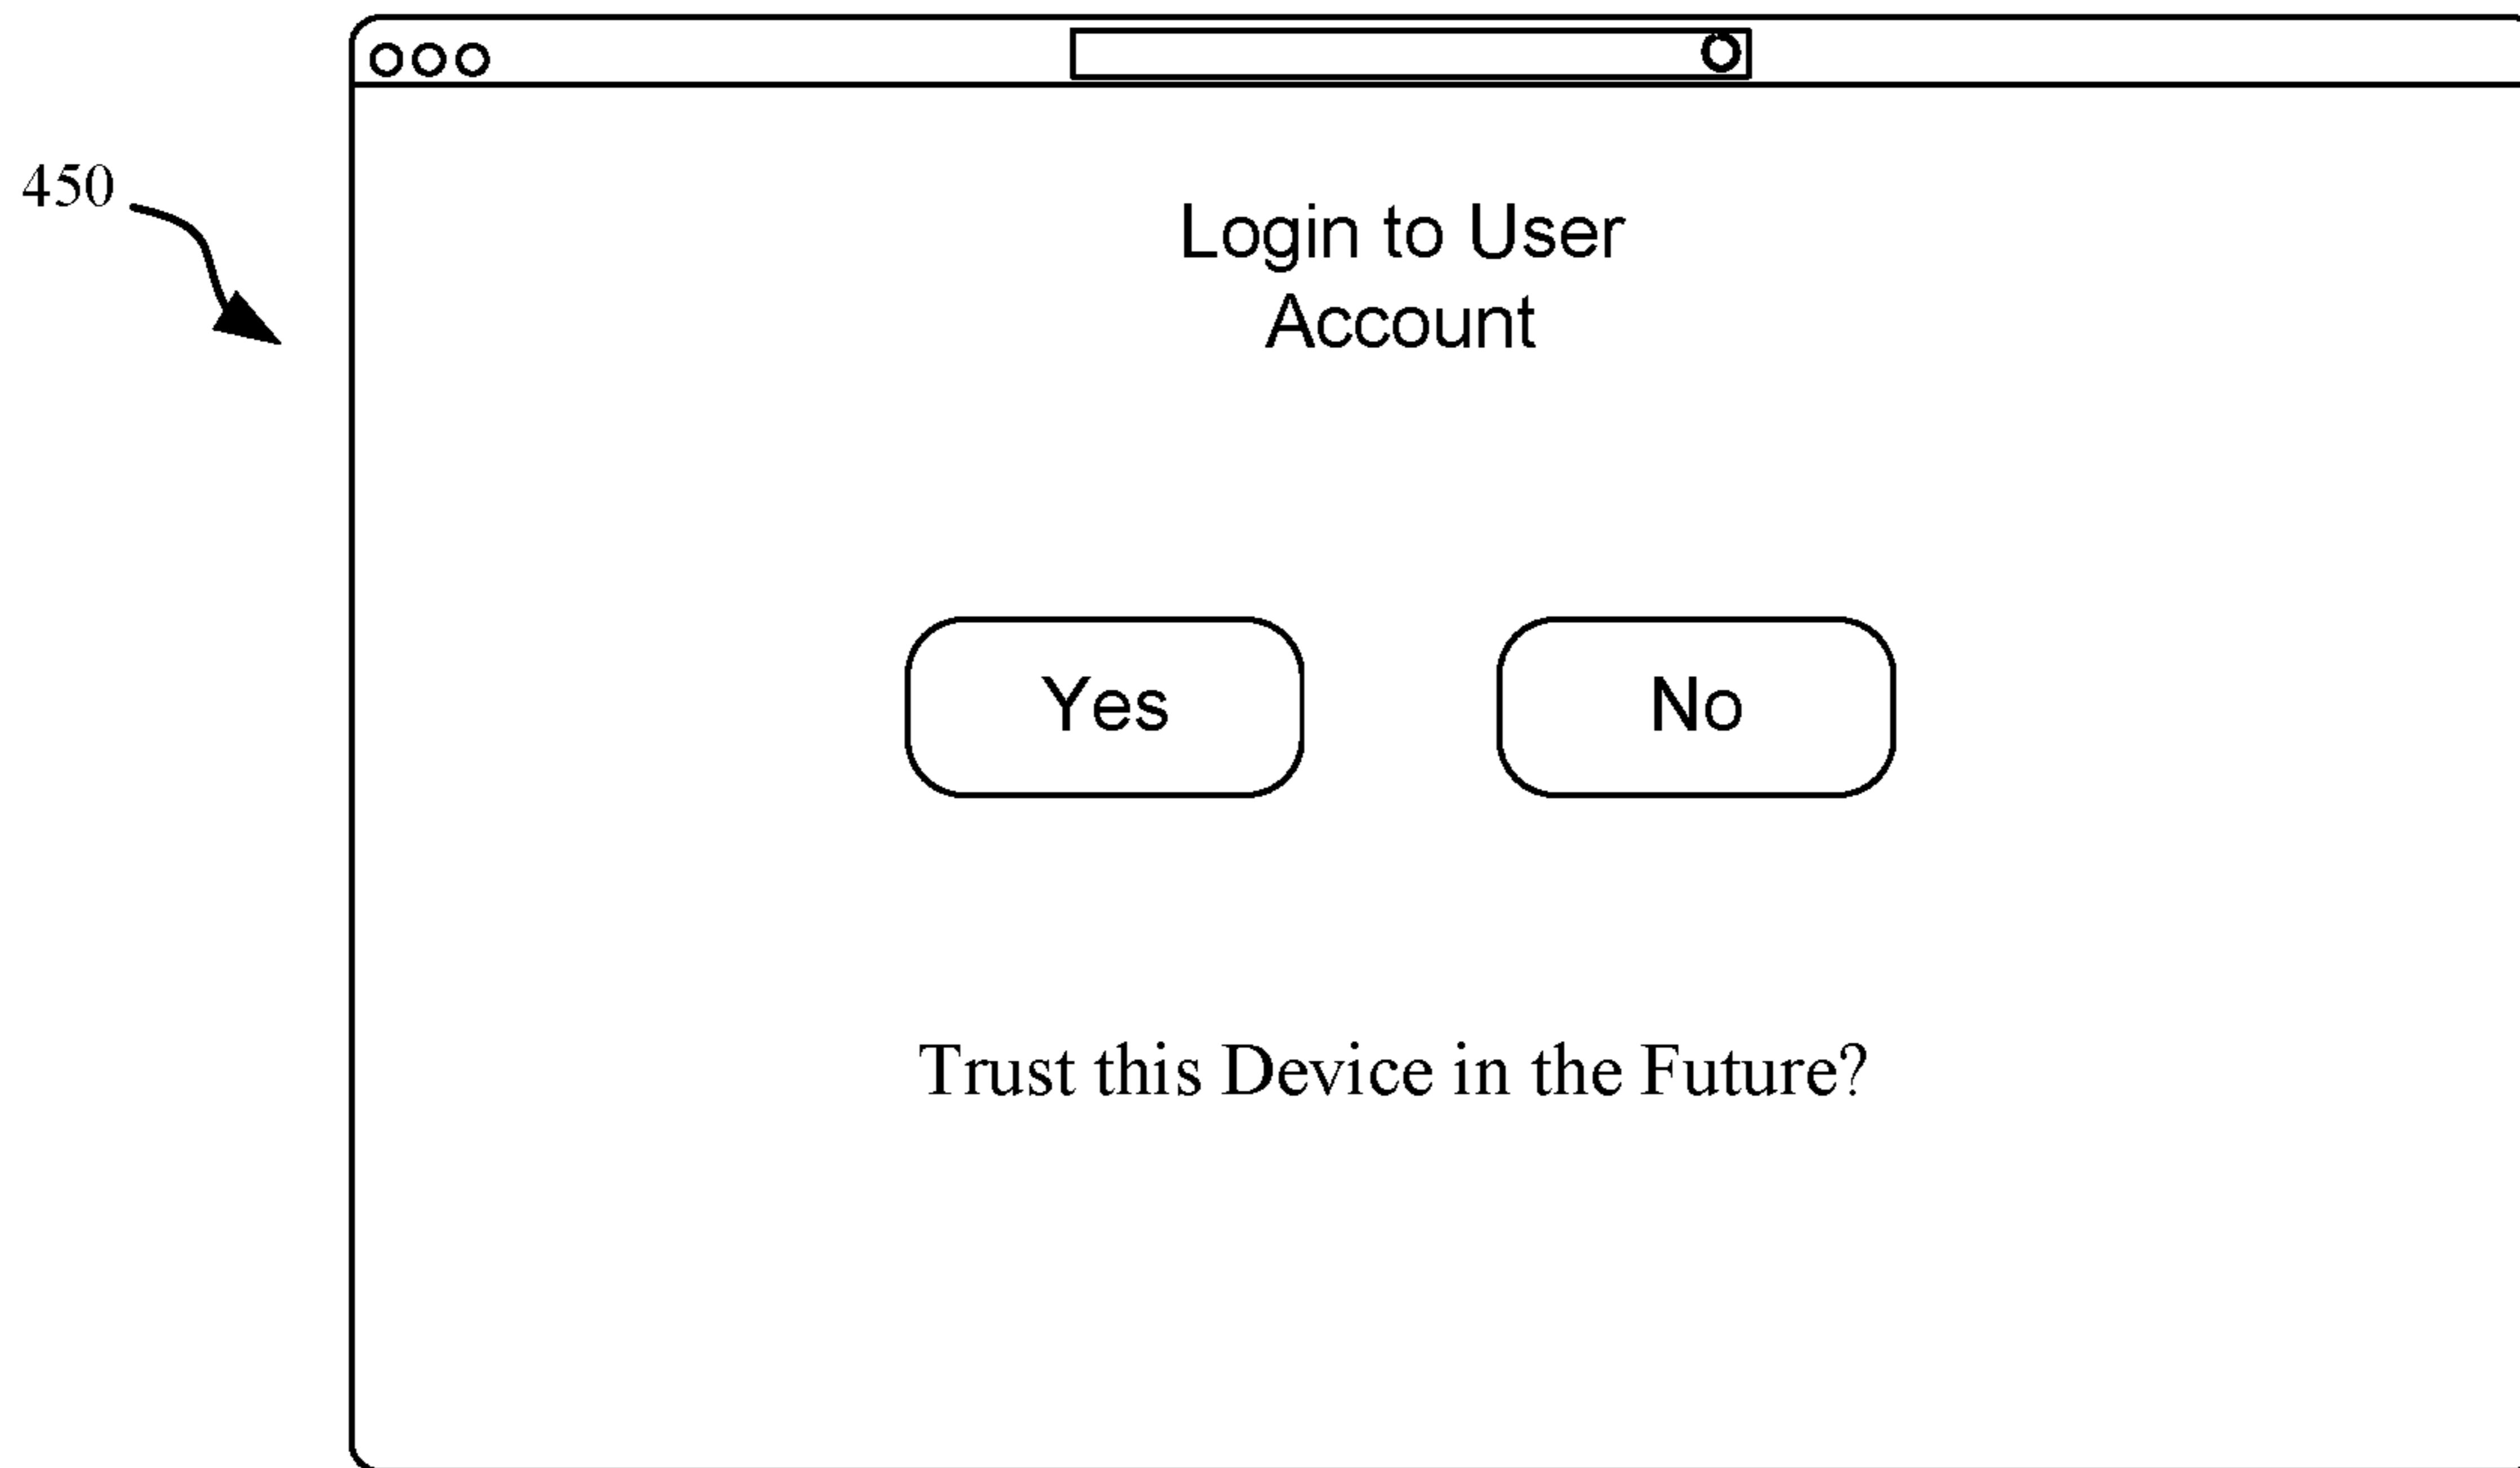 450
Login to User
Account
Yes
No
Trust this Device in the Future?